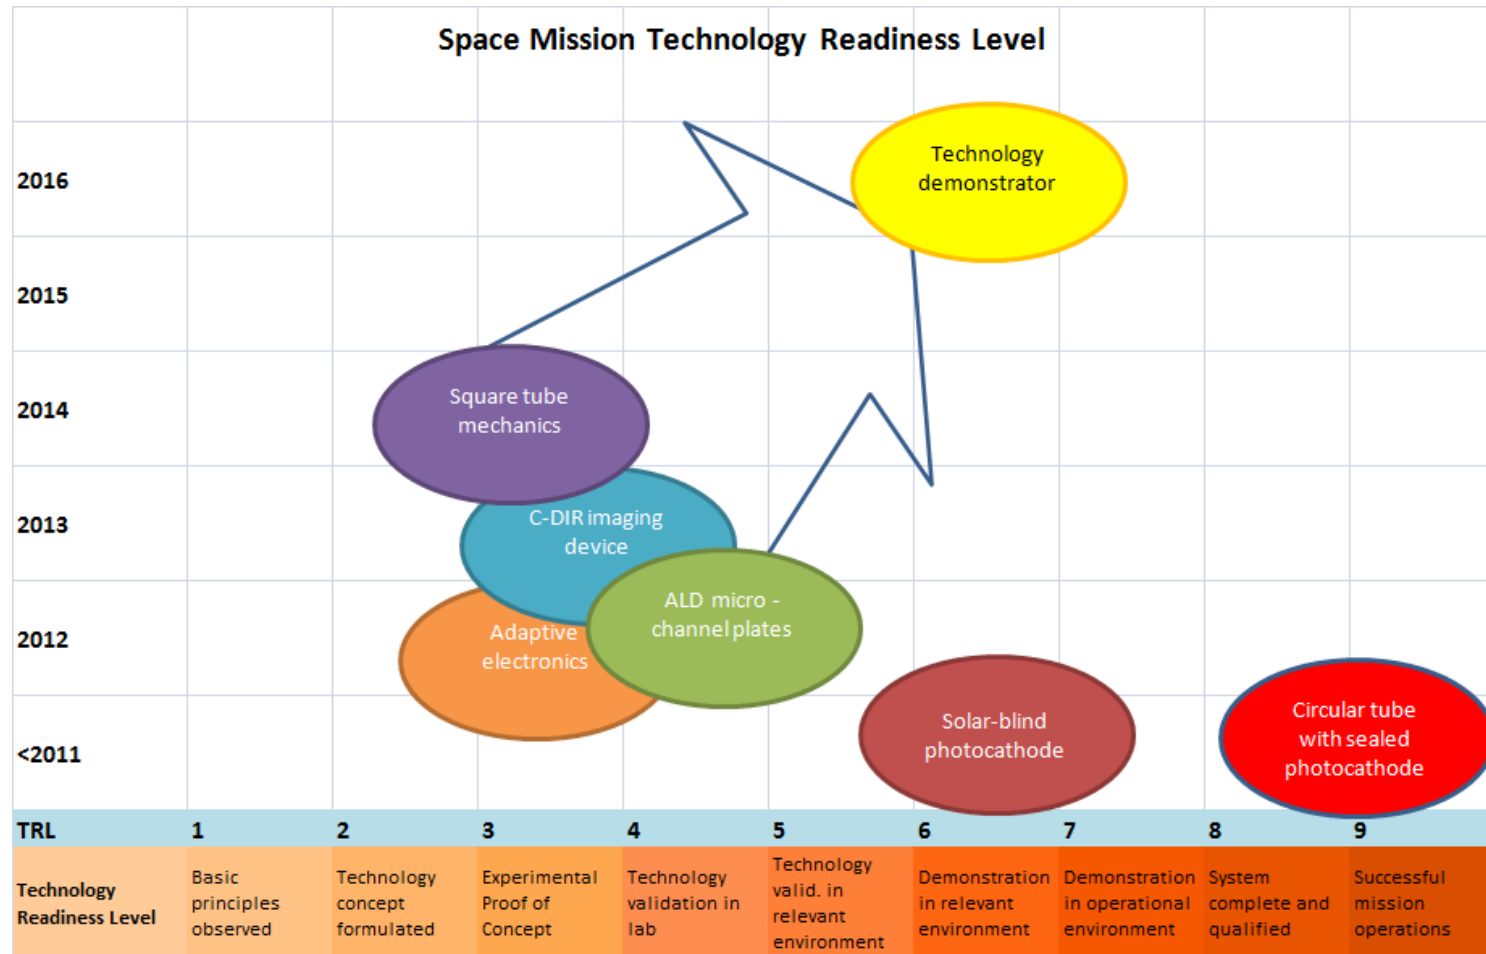 Space Mission Technology Readiness Level
2016
Technology
demonstrator
2015
2014
Square tube
mechanics
2013
C-DIR imaging
device
2012
Adaptive
electronics
ALD micro -
channel plates
<2011
Solar-blind
photocathode
Circular tube
with sealed
photocathode
TRL 1 2 3 4 5 6 7 8 9
Technology
Readiness Level
Basic
principles
observed
Technology
concept
formulated
Experimental
Proof of
Concept
Technology
validation in
lab
Technology
valid. in
relevant
environment
Demonstration
in relevant
environment
Demonstration
in operational
environment
System
complete and
qualified
Successful
mission
operations